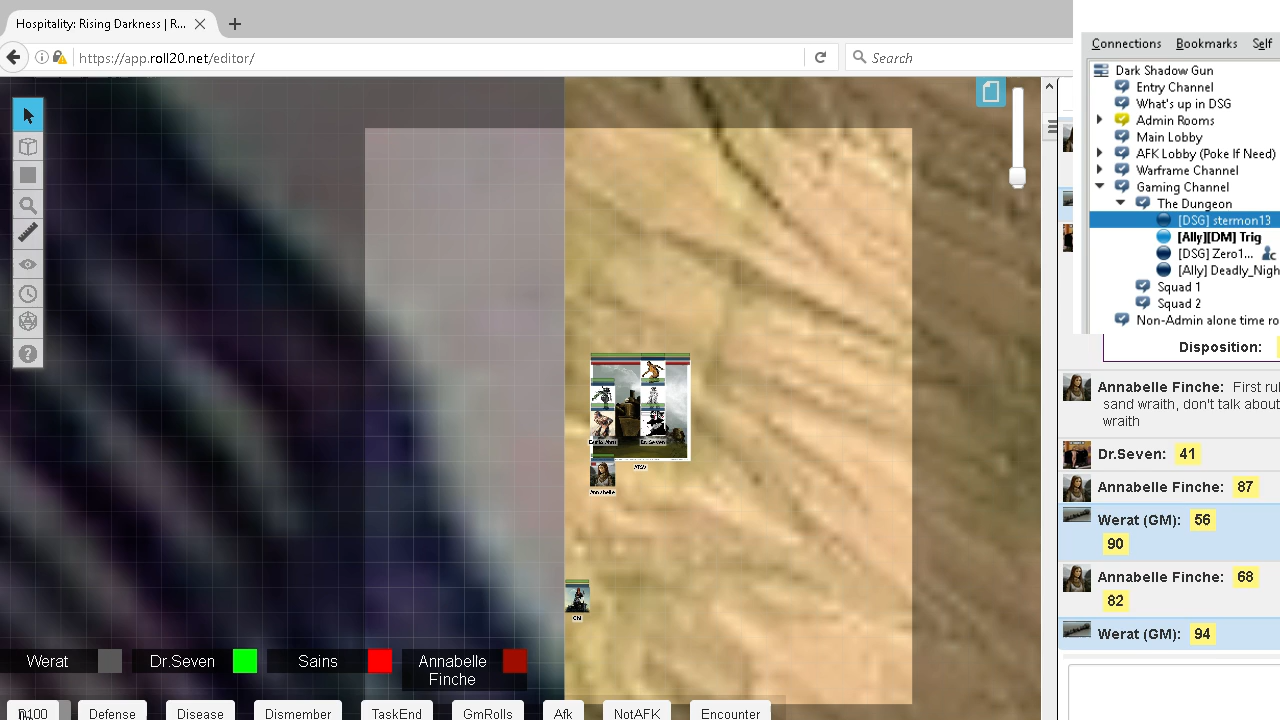 Hospitality: Rising Darkness | R...
https://app.roll20.net/editor/
Search
Connections Bookmarks Self
Dark Shadow Gun
Entry Channel
What's up in DSG
Admin Rooms
Main Lobby
AFK Lobby (Poke If Need)
Warframe Channel
Gaming Channel
The Dungeon
[DSG] stermon13
[Ally][DM] Trig
[DSG] Zero1...
[Ally] Deadly_Nigh
Squad 1
Squad 2
Non-Admin alone time ro
Disposition:
Annabelle Finche: First rul
sand wraith, don't talk about
wraith
Dr.Seven: 41
Annabelle Finche: 87
Werat (GM): 56
90
Annabelle Finche: 68
82
Werat (GM): 94
Dr.Seven
Annabelle
Werat
Dr.Seven
Sains
Annabelle
Finche
D100
Defense
Disease
Dismember
TaskEnd
GmRolls
Afk
NotAFK
Encounter